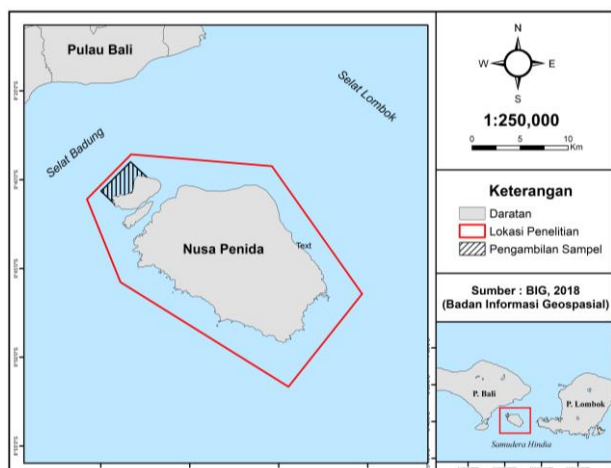 Pulau Bali
Selat Lombok
Selat Badung
Nusa Penida
Text
N
W
E
S
1:250,000
0
5
10
Km
Keterangan
Daratan
Lokasi Penelitian
Pengambilan Sampel
Sumber : BIG, 2018
(Badan Informasi Geospasial)
P. Bali
P. Lombok
Samudera Hindia